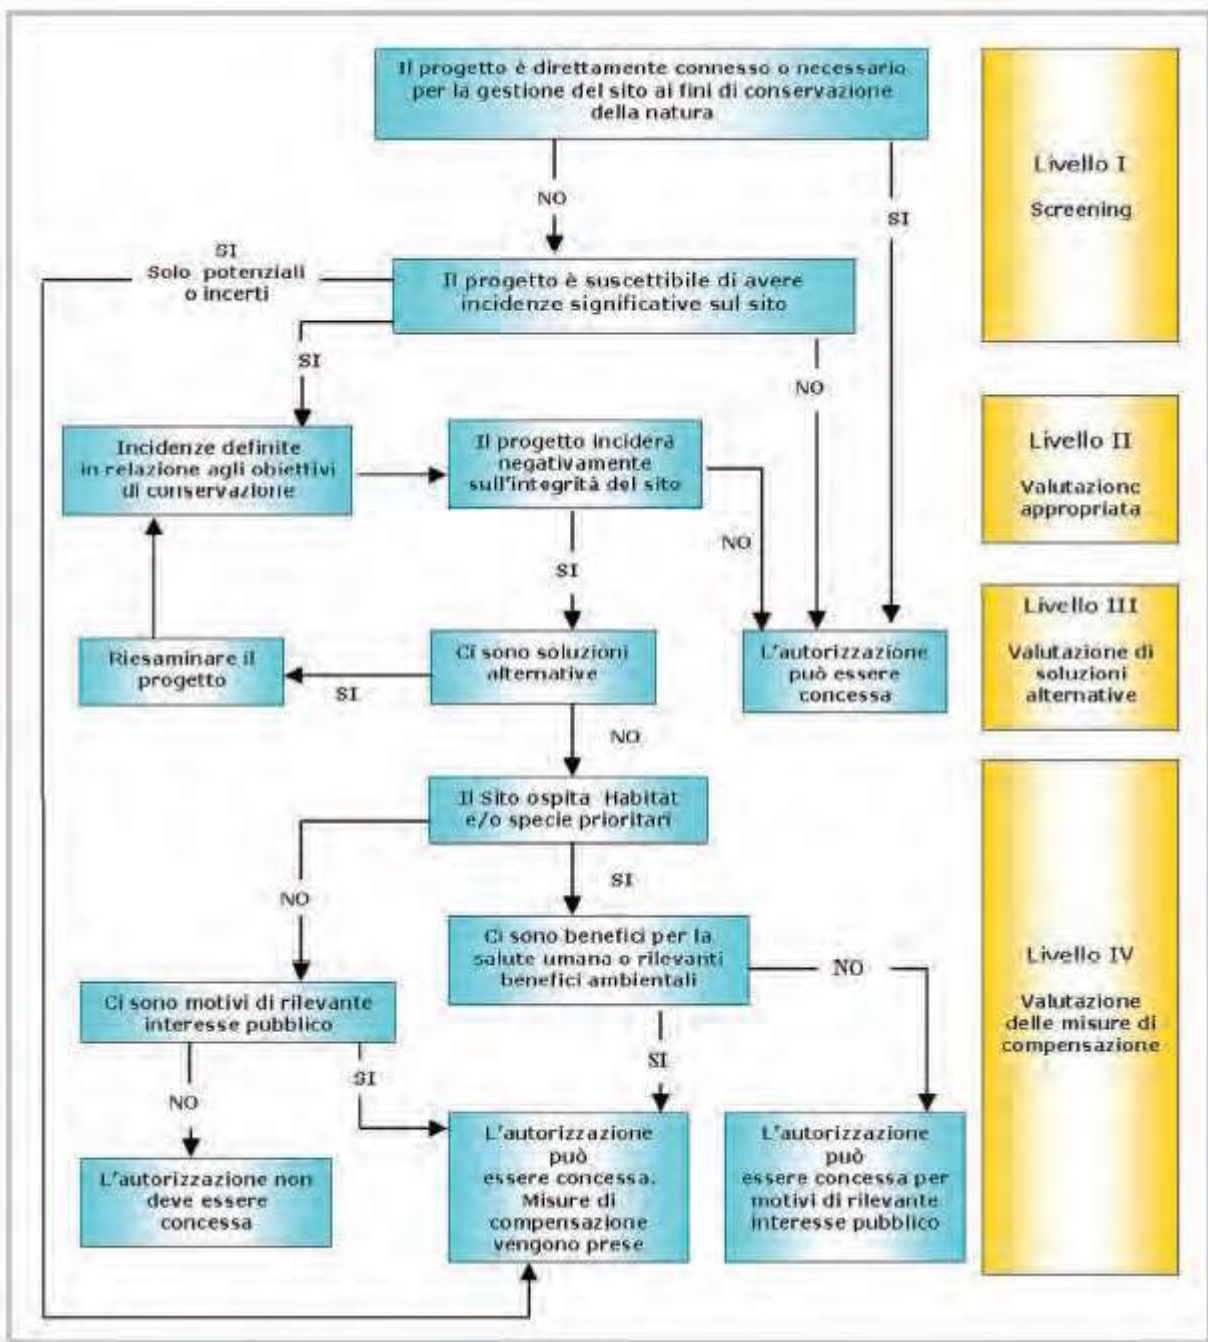 Il progetto è direttamente connesso o necessario
per la gestione del sito ai fini di conservazione
della natura
Livello I
Screening
NO
SI
SI
Solo potenziali
o incerti
Il progetto è suscettibile di avere
incidenze significative sul sito
SI
NO
Incidenze definite
in relazione agli obiettivi
di conservazione
Il progetto inciderà
negativamente
sull'integrità del sito
Livello II
Valutazione
appropriata
NO
SI
Riesaminare il
progetto
SI
Ci sono soluzioni
alternative
L'autorizzazione
può essere
concessa
Livello III
Valutazione di
soluzioni
alternative
NO
Il Sito ospita Habitat
e/o specie prioritari
NO
SI
Ci sono benefici per la
salute umana o rilevanti
benefici ambientali
NO
Livello IV
Valutazione
delle misure di
compensazione
Ci sono motivi di rilevante
interesse pubblico
NO
SI
SI
L'autorizzazione non
deve essere
concessa
L'autorizzazione
può
essere concessa.
Misure di
compensazione
vengono prese
L'autorizzazione
può
essere concessa per
motivi di rilevante
interesse pubblico